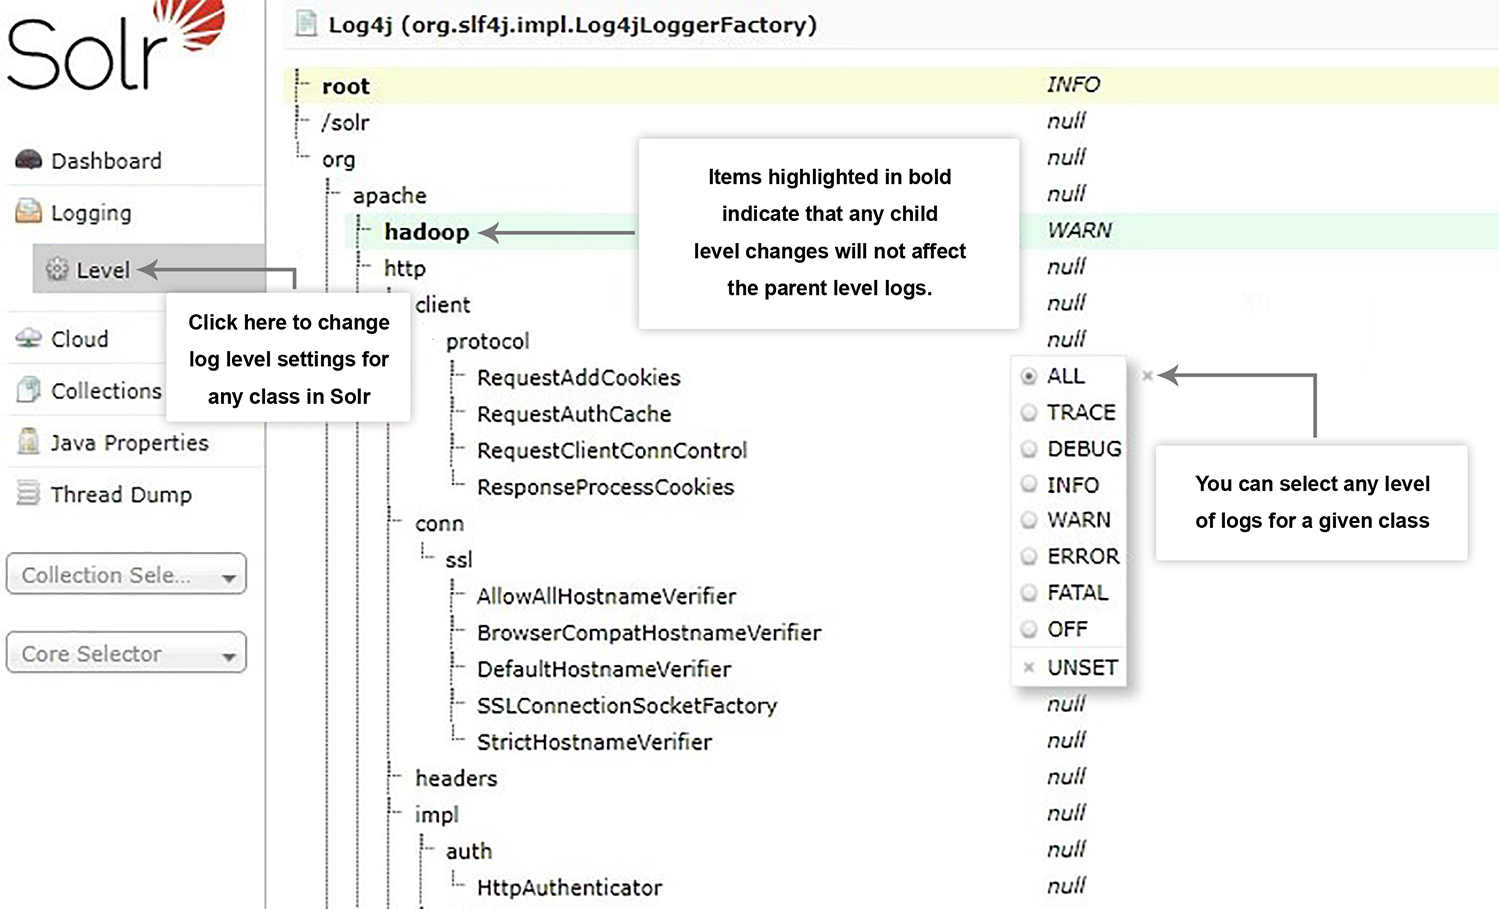 Solr
Dashboard
Logging
Level
Cloud
Collections
Java Properties
Thread Dump
Collection Sele...
Core Selector
Click here to change
log level settings for
any class in Solr
Log4j (org.slf4j.impl.Log4jLoggerFactory)
root INFO
/solr null
org null
apache null
hadoop WARN
http null
client null
protocol null
RequestAddCookies
RequestAuthCache
RequestClientConnControl
ResponseProcessCookies
conn
ssl
AllowAllHostnameVerifier
BrowserCompatHostnameVerifier
DefaultHostnameVerifier
SSLConnectionSocketFactory null
StrictHostnameVerifier null
headers null
impl null
auth null
HttpAuthenticator null
Items highlighted in bold
indicate that any child
level changes will not affect
the parent level logs.
ALL
TRACE
DEBUG
INFO
WARN
ERROR
FATAL
OFF
UNSET
You can select any level
of logs for a given class